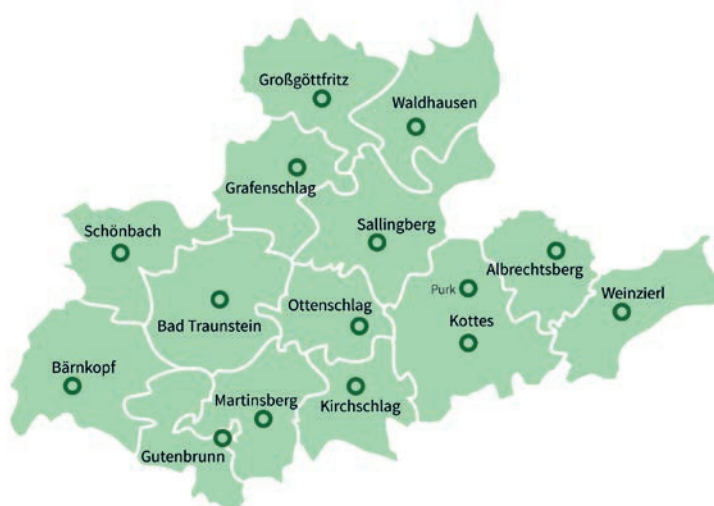 Großgöttfritz
Waldhausen
Grafenschlag
Sallingberg
Schönbach
Albrechtsberg
Purk
Weinzierl
Ottenschlag
Bad Traunstein
Kottes
Bärnkopf
Martinsberg
Kirchschlag
Gutenbrunn